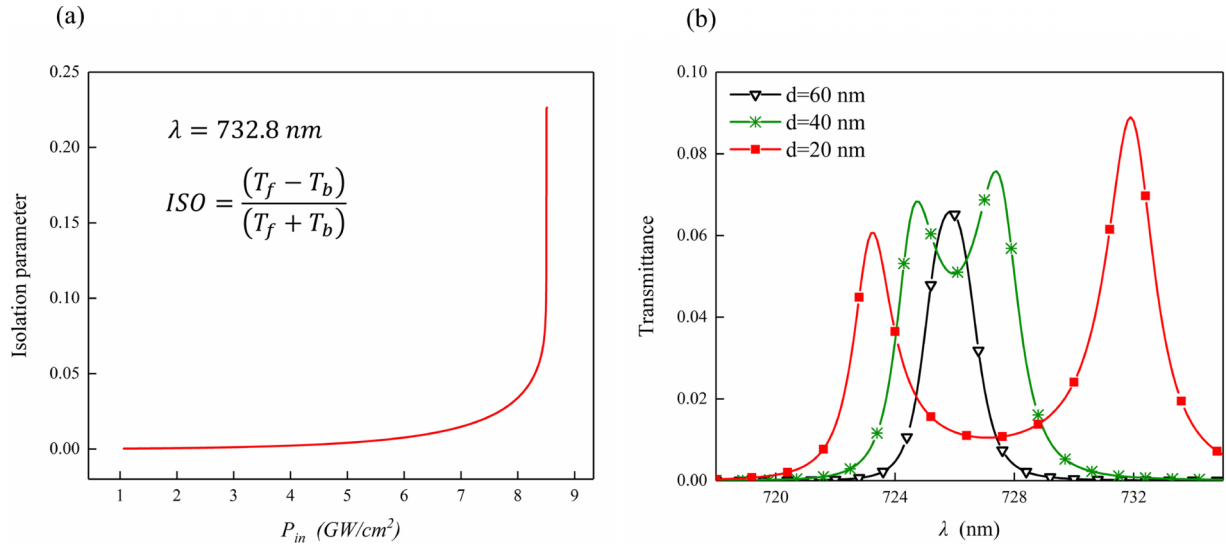 (a)
0.25
0.20
0.15
0.10
0.05
0.00
Isolation parameter
λ = 732.8 nm
ISO = (T_f − T_b) / (T_f + T_b)
1 2 3 4 5 6 7 8 9
P_in (GW/cm²)
(b)
0.10
0.08
0.06
0.04
0.02
0.00
Transmittance
d=60 nm
d=40 nm
d=20 nm
720 724 728 732
λ (nm)